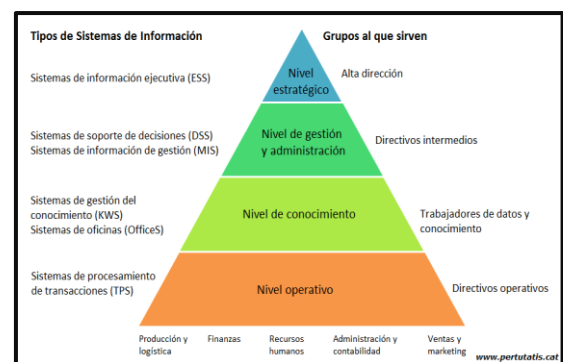 Tipos de Sistemas de Información
Grupos al que sirven
Sistemas de información ejecutiva (ESS)
Nivel
estratégico
Alta dirección
Sistemas de soporte de decisiones (DSS)
Sistemas de información de gestión (MIS)
Nivel de gestión
y administración
Directivos intermedios
Sistemas de gestión del
conocimiento (KWS)
Sistemas de oficinas (OfficeS)
Nivel de conocimiento
Trabajadores de datos y
conocimiento
Sistemas de procesamiento
de transacciones (TPS)
Nivel operativo
Directivos operativos
Producción y
logística
Finanzas
Recursos
humanos
Administración y
contabilidad
Ventas y
marketing
www.pertutatis.cat